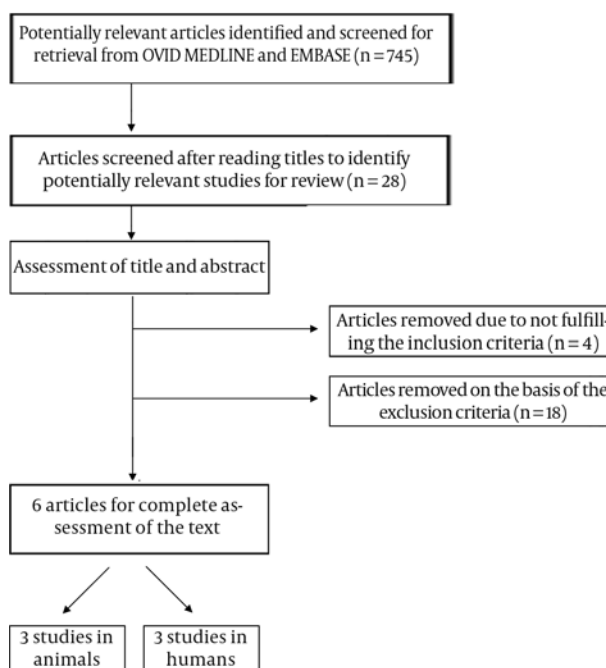 Potentially relevant articles identified and screened for
retrieval from OVID MEDLINE and EMBASE (n = 745)
Articles screened after reading titles to identify
potentially relevant studies for review (n = 28)
Assessment of title and abstract
Articles removed due to not fulfill-
ing the inclusion criteria (n = 4)
Articles removed on the basis of the
exclusion criteria (n = 18)
6 articles for complete as-
sessment of the text
3 studies in
animals
3 studies in
humans